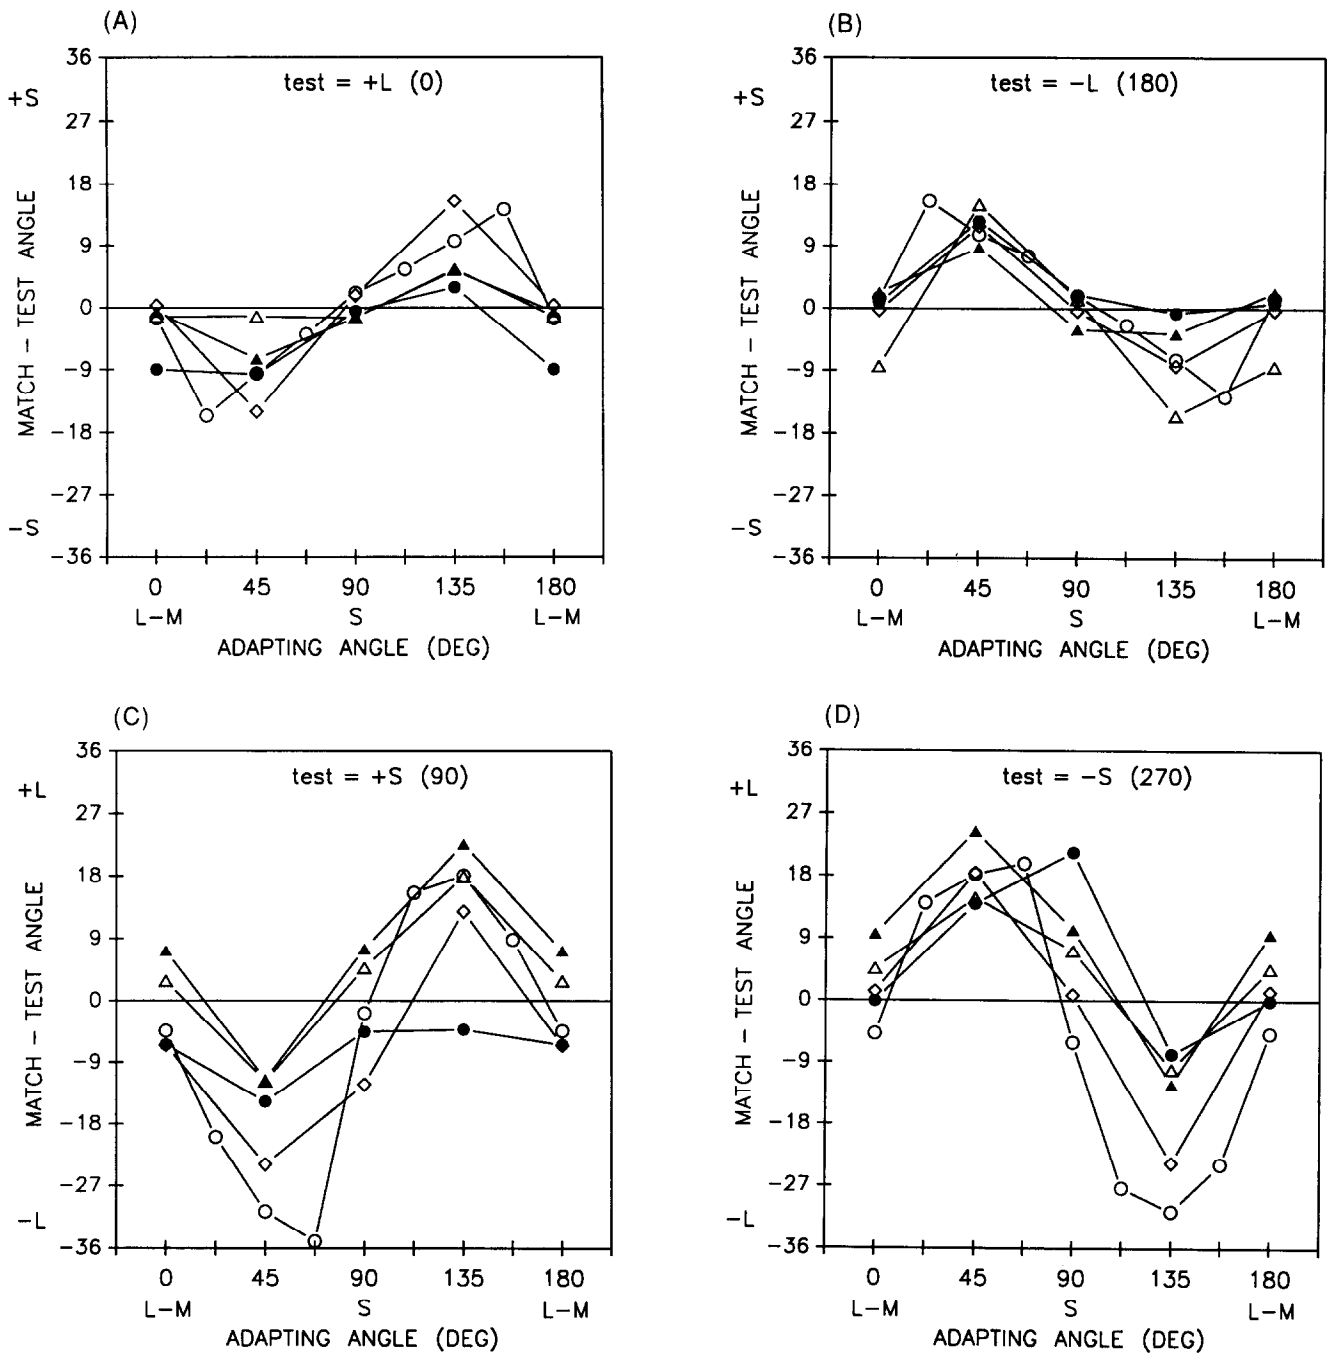 (A)
test = +L (0)
36
+S
27
18
9
0
−9
−18
−27
−S
−36
MATCH − TEST ANGLE
0 45 90 135 180
L−M S L−M
ADAPTING ANGLE (DEG)
(B)
test = −L (180)
36
+S
27
18
9
0
−9
−18
−27
−S
−36
MATCH − TEST ANGLE
0 45 90 135 180
L−M S L−M
ADAPTING ANGLE (DEG)
(C)
test = +S (90)
36
+L
27
18
9
0
−9
−18
−27
−L
−36
MATCH − TEST ANGLE
0 45 90 135 180
L−M S L−M
ADAPTING ANGLE (DEG)
(D)
test = −S (270)
36
+L
27
18
9
0
−9
−18
−27
−L
−36
MATCH − TEST ANGLE
0 45 90 135 180
L−M S L−M
ADAPTING ANGLE (DEG)